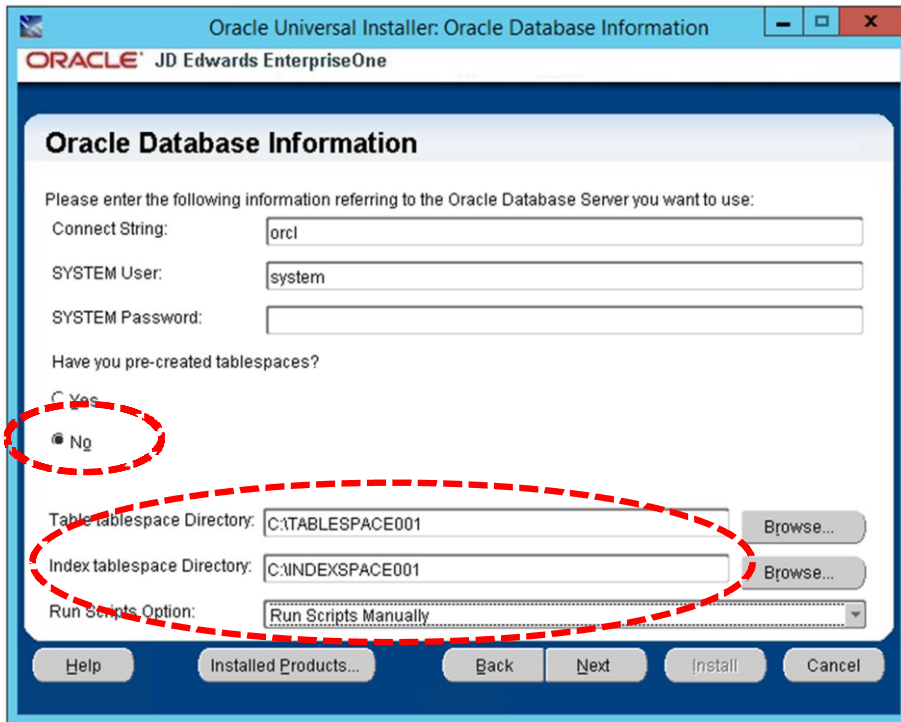 Oracle Universal Installer: Oracle Database Information
ORACLE JD Edwards EnterpriseOne
Oracle Database Information
Please enter the following information referring to the Oracle Database Server you want to use:
Connect String: orcl
SYSTEM User: system
SYSTEM Password:
Have you pre-created tablespaces?
Yes
No
Table tablespace Directory: C:\TABLESPACE001 Browse...
Index tablespace Directory: C:\INDEXSPACE001 Browse...
Run Scripts Option: Run Scripts Manually
Help Installed Products... Back Next Install Cancel